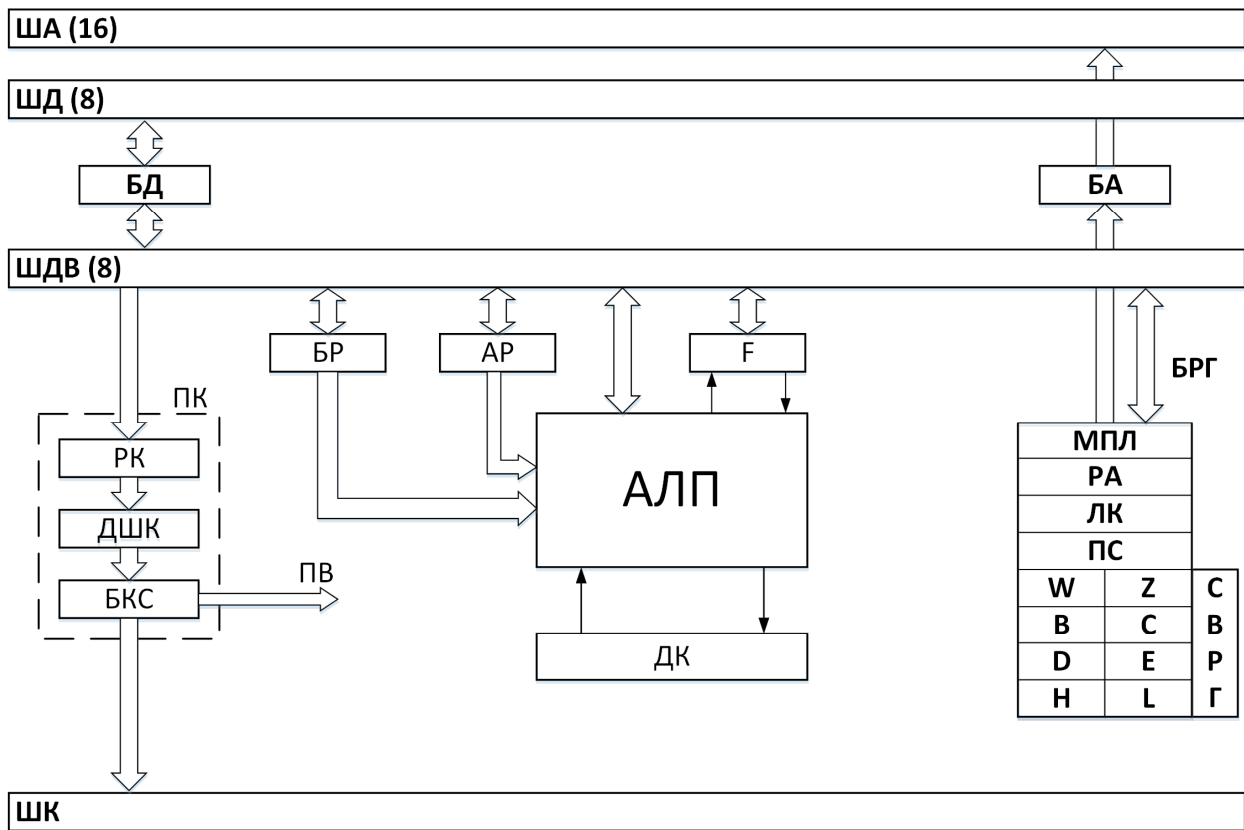 ША (16)
ШД (8)
БД
БА
ШДВ (8)
БР
АР
F
БРГ
ПК
РК
ДШК
БКС
ПВ
АЛП
ДК
МПЛ
РА
ЛК
ПС
W Z С
B C В
D E Р
H L Г
ШК